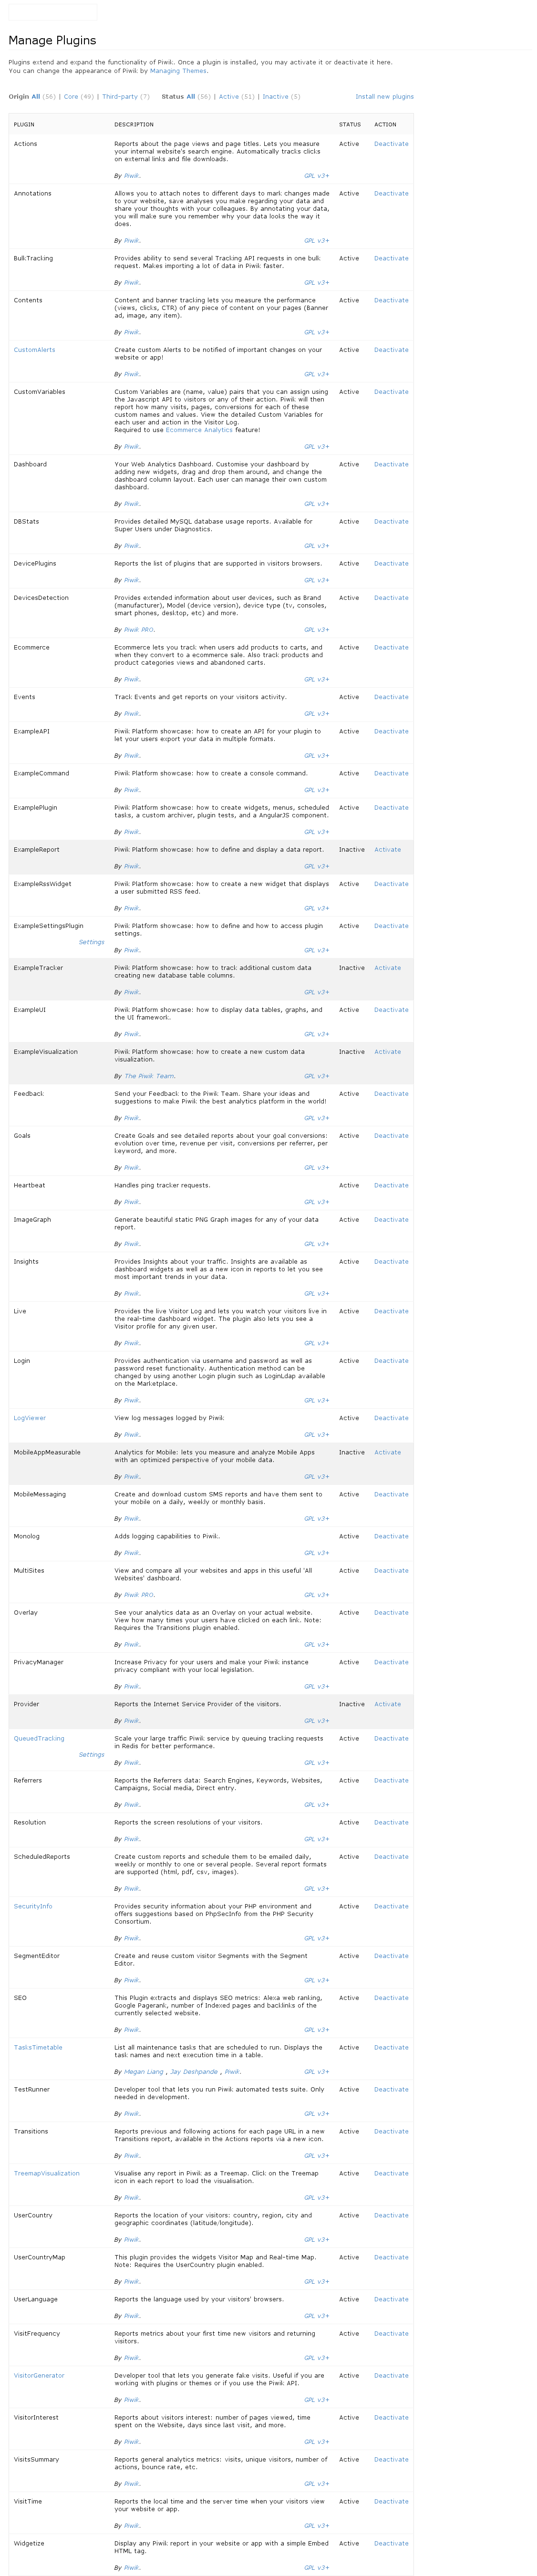 Manage Plugins
Plugins extend and expand the functionality of Piwik. Once a plugin is installed, you may activate it or deactivate it here.
You can change the appearance of Piwik by Managing Themes.
Origin All (56) | Core (49) | Third-party (7) Status All (56) | Active (51) | Inactive (5) Install new plugins
PLUGIN DESCRIPTION STATUS ACTION
Actions Reports about the page views and page titles. Lets you measure Active Deactivate
your internal website's search engine. Automatically tracks clicks
on external links and file downloads.
By Piwik. GPL v3+
Annotations Allows you to attach notes to different days to mark changes made Active Deactivate
to your website, save analyses you make regarding your data and
share your thoughts with your colleagues. By annotating your data,
you will make sure you remember why your data looks the way it
does.
By Piwik. GPL v3+
BulkTracking Provides ability to send several Tracking API requests in one bulk Active Deactivate
request. Makes importing a lot of data in Piwik faster.
By Piwik. GPL v3+
Contents Content and banner tracking lets you measure the performance Active Deactivate
(views, clicks, CTR) of any piece of content on your pages (Banner
ad, image, any item).
By Piwik. GPL v3+
CustomAlerts Create custom Alerts to be notified of important changes on your Active Deactivate
website or app!
By Piwik. GPL v3+
CustomVariables Custom Variables are (name, value) pairs that you can assign using Active Deactivate
the Javascript API to visitors or any of their action. Piwik will then
report how many visits, pages, conversions for each of these
custom names and values. View the detailed Custom Variables for
each user and action in the Visitor Log.
Required to use Ecommerce Analytics feature!
By Piwik. GPL v3+
Dashboard Your Web Analytics Dashboard. Customise your dashboard by Active Deactivate
adding new widgets, drag and drop them around, and change the
dashboard column layout. Each user can manage their own custom
dashboard.
By Piwik. GPL v3+
DBStats Provides detailed MySQL database usage reports. Available for Active Deactivate
Super Users under Diagnostics.
By Piwik. GPL v3+
DevicePlugins Reports the list of plugins that are supported in visitors browsers. Active Deactivate
By Piwik. GPL v3+
DevicesDetection Provides extended information about user devices, such as Brand Active Deactivate
(manufacturer), Model (device version), device type (tv, consoles,
smart phones, desktop, etc) and more.
By Piwik PRO. GPL v3+
Ecommerce Ecommerce lets you track when users add products to carts, and Active Deactivate
when they convert to a ecommerce sale. Also track products and
product categories views and abandoned carts.
By Piwik. GPL v3+
Events Track Events and get reports on your visitors activity. Active Deactivate
By Piwik. GPL v3+
ExampleAPI Piwik Platform showcase: how to create an API for your plugin to Active Deactivate
let your users export your data in multiple formats.
By Piwik. GPL v3+
ExampleCommand Piwik Platform showcase: how to create a console command. Active Deactivate
By Piwik. GPL v3+
ExamplePlugin Piwik Platform showcase: how to create widgets, menus, scheduled Active Deactivate
tasks, a custom archiver, plugin tests, and a AngularJS component.
By Piwik. GPL v3+
ExampleReport Piwik Platform showcase: how to define and display a data report. Inactive Activate
By Piwik. GPL v3+
ExampleRssWidget Piwik Platform showcase: how to create a new widget that displays Active Deactivate
a user submitted RSS feed.
By Piwik. GPL v3+
ExampleSettingsPlugin Piwik Platform showcase: how to define and how to access plugin Active Deactivate
settings.
Settings
By Piwik. GPL v3+
ExampleTracker Piwik Platform showcase: how to track additional custom data Inactive Activate
creating new database table columns.
By Piwik. GPL v3+
ExampleUI Piwik Platform showcase: how to display data tables, graphs, and Active Deactivate
the UI framework.
By Piwik. GPL v3+
ExampleVisualization Piwik Platform showcase: how to create a new custom data Inactive Activate
visualization.
By The Piwik Team. GPL v3+
Feedback Send your Feedback to the Piwik Team. Share your ideas and Active Deactivate
suggestions to make Piwik the best analytics platform in the world!
By Piwik. GPL v3+
Goals Create Goals and see detailed reports about your goal conversions: Active Deactivate
evolution over time, revenue per visit, conversions per referrer, per
keyword, and more.
By Piwik. GPL v3+
Heartbeat Handles ping tracker requests. Active Deactivate
By Piwik. GPL v3+
ImageGraph Generate beautiful static PNG Graph images for any of your data Active Deactivate
report.
By Piwik. GPL v3+
Insights Provides Insights about your traffic. Insights are available as Active Deactivate
dashboard widgets as well as a new icon in reports to let you see
most important trends in your data.
By Piwik. GPL v3+
Live Provides the live Visitor Log and lets you watch your visitors live in Active Deactivate
the real-time dashboard widget. The plugin also lets you see a
Visitor profile for any given user.
By Piwik. GPL v3+
Login Provides authentication via username and password as well as Active Deactivate
password reset functionality. Authentication method can be
changed by using another Login plugin such as LoginLdap available
on the Marketplace.
By Piwik. GPL v3+
LogViewer View log messages logged by Piwik Active Deactivate
By Piwik. GPL v3+
MobileAppMeasurable Analytics for Mobile: lets you measure and analyze Mobile Apps Inactive Activate
with an optimized perspective of your mobile data.
By Piwik. GPL v3+
MobileMessaging Create and download custom SMS reports and have them sent to Active Deactivate
your mobile on a daily, weekly or monthly basis.
By Piwik. GPL v3+
Monolog Adds logging capabilities to Piwik. Active Deactivate
By Piwik. GPL v3+
MultiSites View and compare all your websites and apps in this useful 'All Active Deactivate
Websites' dashboard.
By Piwik PRO. GPL v3+
Overlay See your analytics data as an Overlay on your actual website. Active Deactivate
View how many times your users have clicked on each link. Note:
Requires the Transitions plugin enabled.
By Piwik. GPL v3+
PrivacyManager Increase Privacy for your users and make your Piwik instance Active Deactivate
privacy compliant with your local legislation.
By Piwik. GPL v3+
Provider Reports the Internet Service Provider of the visitors. Inactive Activate
By Piwik. GPL v3+
QueuedTracking Scale your large traffic Piwik service by queuing tracking requests Active Deactivate
in Redis for better performance.
Settings
By Piwik. GPL v3+
Referrers Reports the Referrers data: Search Engines, Keywords, Websites, Active Deactivate
Campaigns, Social media, Direct entry.
By Piwik. GPL v3+
Resolution Reports the screen resolutions of your visitors. Active Deactivate
By Piwik. GPL v3+
ScheduledReports Create custom reports and schedule them to be emailed daily, Active Deactivate
weekly or monthly to one or several people. Several report formats
are supported (html, pdf, csv, images).
By Piwik. GPL v3+
SecurityInfo Provides security information about your PHP environment and Active Deactivate
offers suggestions based on PhpSecInfo from the PHP Security
Consortium.
By Piwik. GPL v3+
SegmentEditor Create and reuse custom visitor Segments with the Segment Active Deactivate
Editor.
By Piwik. GPL v3+
SEO This Plugin extracts and displays SEO metrics: Alexa web ranking, Active Deactivate
Google Pagerank, number of Indexed pages and backlinks of the
currently selected website.
By Piwik. GPL v3+
TasksTimetable List all maintenance tasks that are scheduled to run. Displays the Active Deactivate
task names and next execution time in a table.
By Megan Liang , Jay Deshpande , Piwik. GPL v3+
TestRunner Developer tool that lets you run Piwik automated tests suite. Only Active Deactivate
needed in development.
By Piwik. GPL v3+
Transitions Reports previous and following actions for each page URL in a new Active Deactivate
Transitions report, available in the Actions reports via a new icon.
By Piwik. GPL v3+
TreemapVisualization Visualise any report in Piwik as a Treemap. Click on the Treemap Active Deactivate
icon in each report to load the visualisation.
By Piwik. GPL v3+
UserCountry Reports the location of your visitors: country, region, city and Active Deactivate
geographic coordinates (latitude/longitude).
By Piwik. GPL v3+
UserCountryMap This plugin provides the widgets Visitor Map and Real-time Map. Active Deactivate
Note: Requires the UserCountry plugin enabled.
By Piwik. GPL v3+
UserLanguage Reports the language used by your visitors' browsers. Active Deactivate
By Piwik. GPL v3+
VisitFrequency Reports metrics about your first time new visitors and returning Active Deactivate
visitors.
By Piwik. GPL v3+
VisitorGenerator Developer tool that lets you generate fake visits. Useful if you are Active Deactivate
working with plugins or themes or if you use the Piwik API.
By Piwik. GPL v3+
VisitorInterest Reports about visitors interest: number of pages viewed, time Active Deactivate
spent on the Website, days since last visit, and more.
By Piwik. GPL v3+
VisitsSummary Reports general analytics metrics: visits, unique visitors, number of Active Deactivate
actions, bounce rate, etc.
By Piwik. GPL v3+
VisitTime Reports the local time and the server time when your visitors view Active Deactivate
your website or app.
By Piwik. GPL v3+
Widgetize Display any Piwik report in your website or app with a simple Embed Active Deactivate
HTML tag.
By Piwik. GPL v3+